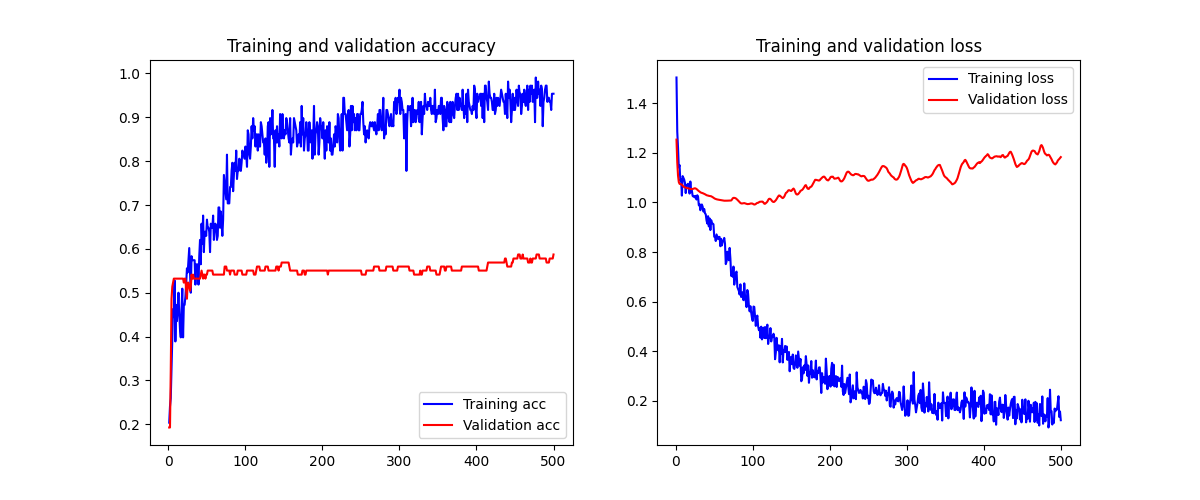 Training and validation accuracy
1.0
0.9
0.8
0.7
0.6
0.5
0.4
0.3
0.2
0 100 200 300 400 500
Training acc
Validation acc
Training and validation loss
1.4
1.2
1.0
0.8
0.6
0.4
0.2
0 100 200 300 400 500
Training loss
Validation loss